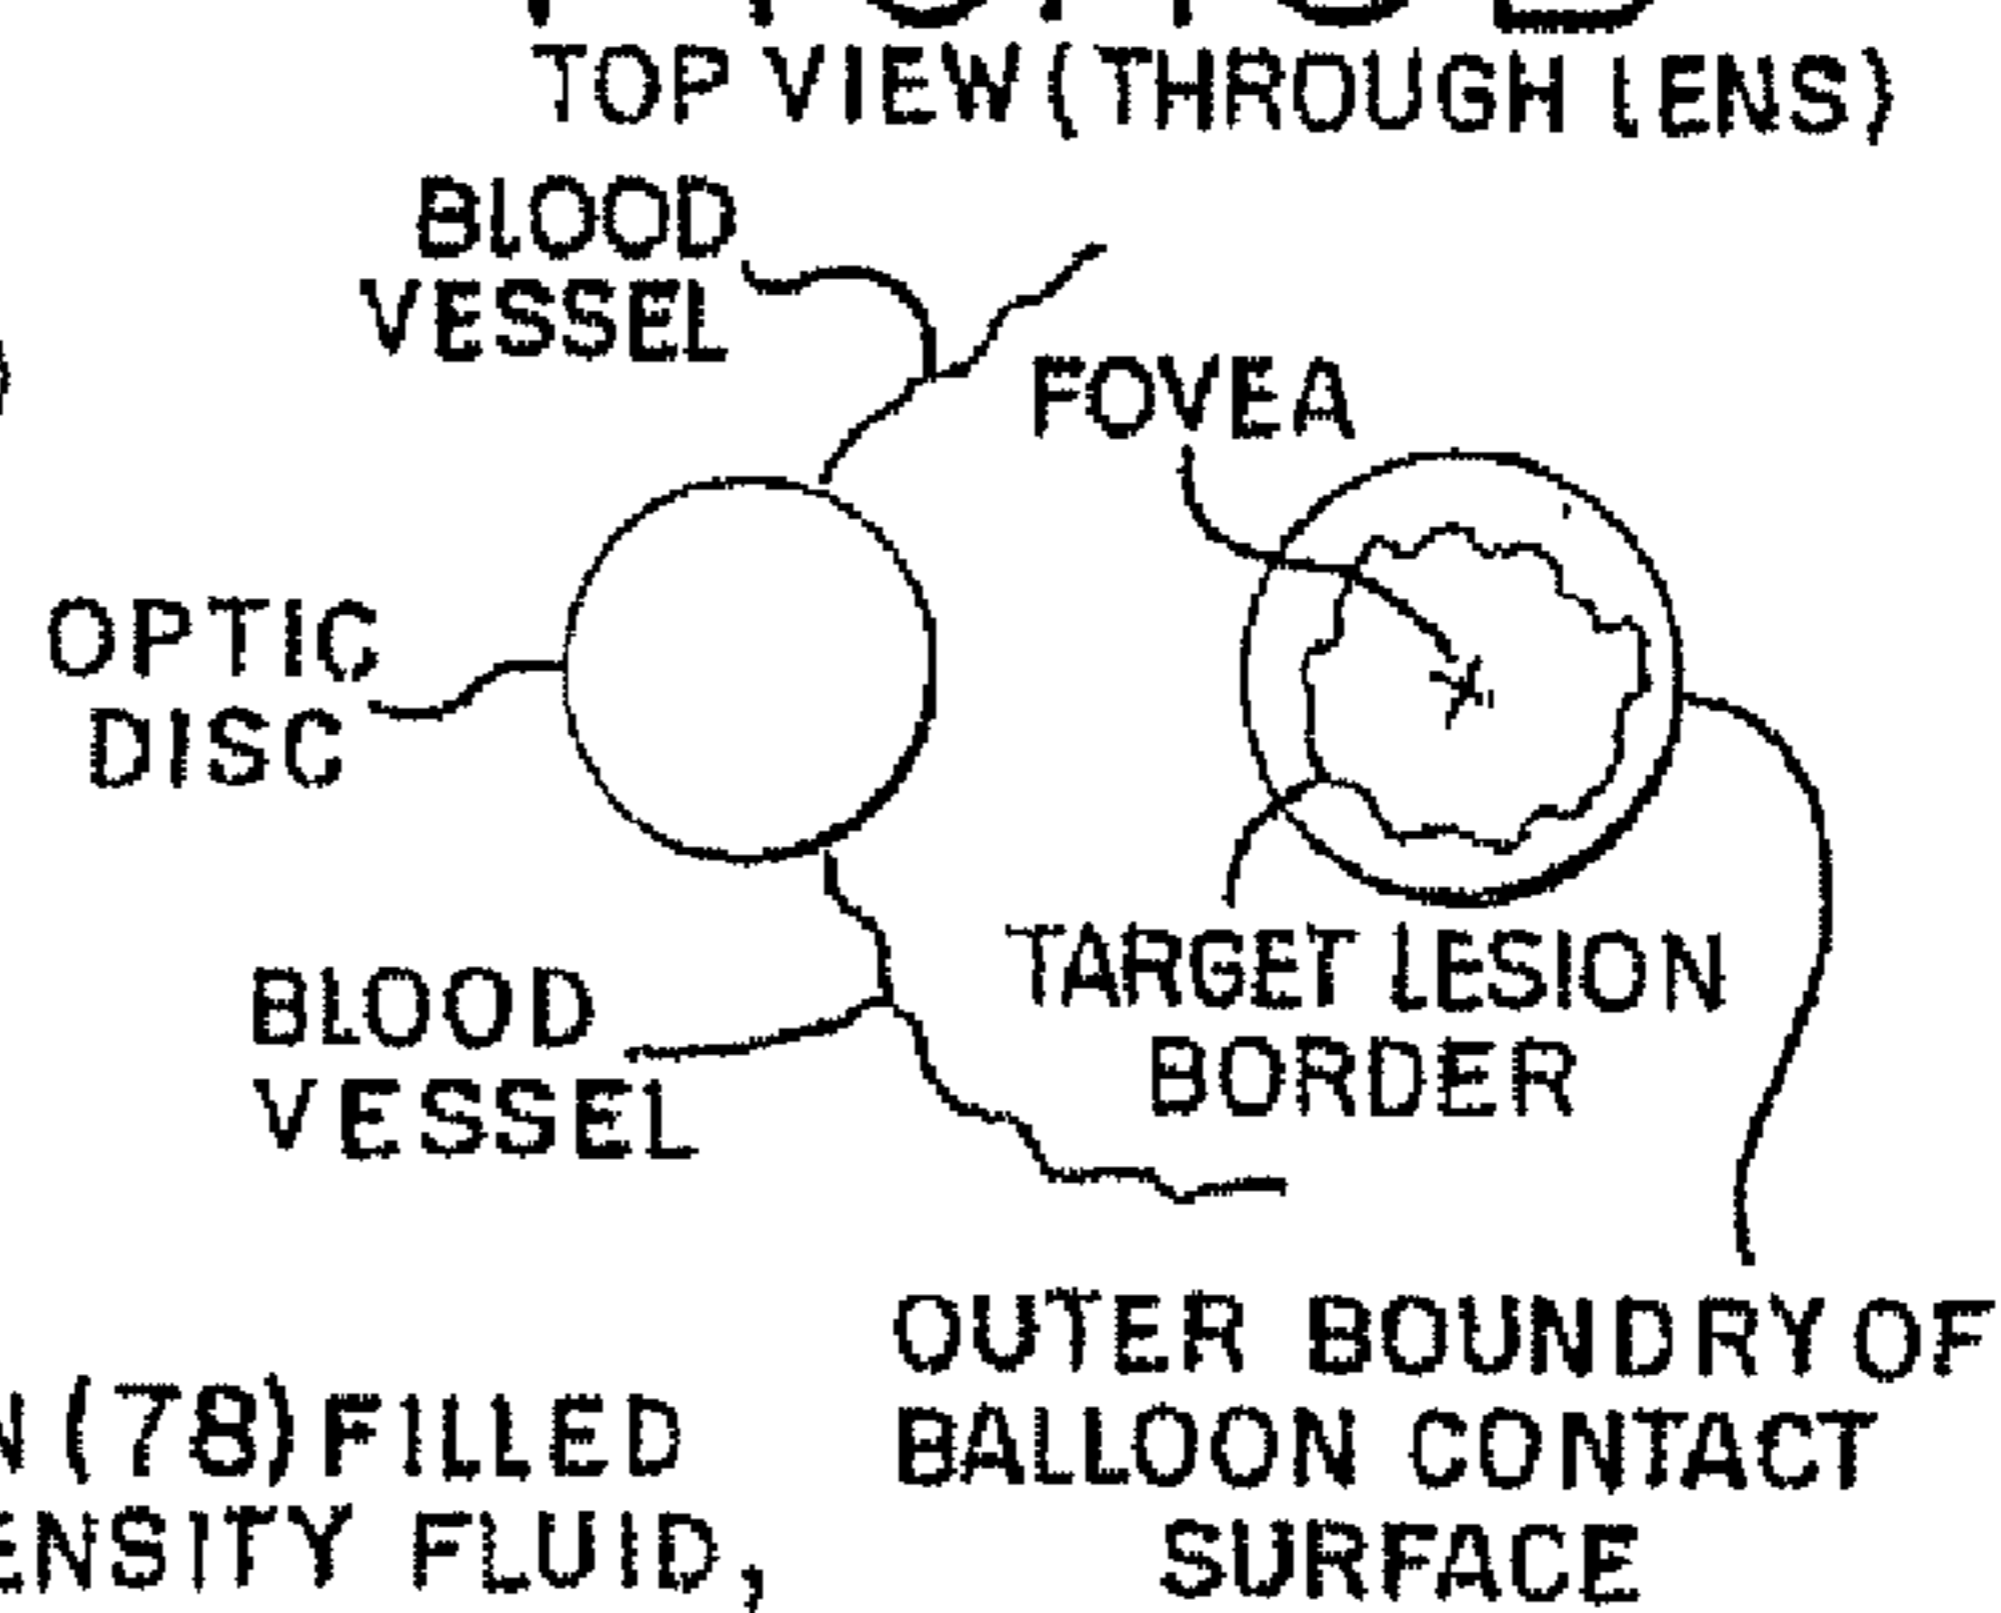 TOP VIEW (THROUGH LENS)
BLOOD
VESSEL
FOVEA
OPTIC
DISC
TARGET LESION
BORDER
BLOOD
VESSEL
OUTER BOUNDRY OF
BALLOON CONTACT
SURFACE
(78) FILLED
FLUID,